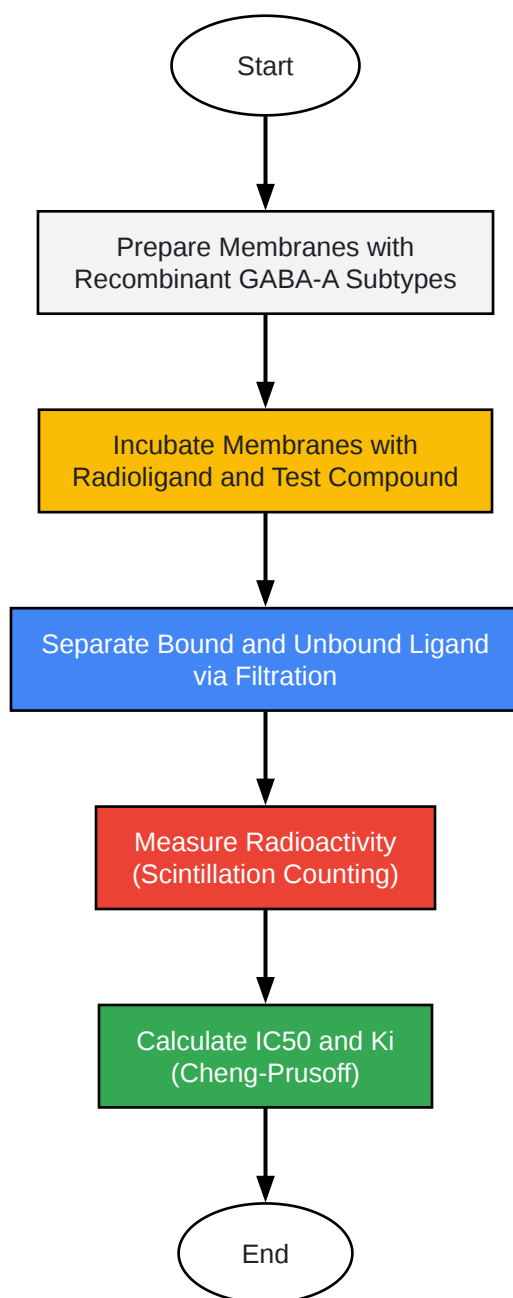 Start
Prepare Membranes with
Recombinant GABA-A Subtypes
Incubate Membranes with
Radioligand and Test Compound
Separate Bound and Unbound Ligand
via Filtration
Measure Radioactivity
(Scintillation Counting)
Calculate IC50 and Ki
(Cheng-Prusoff)
End